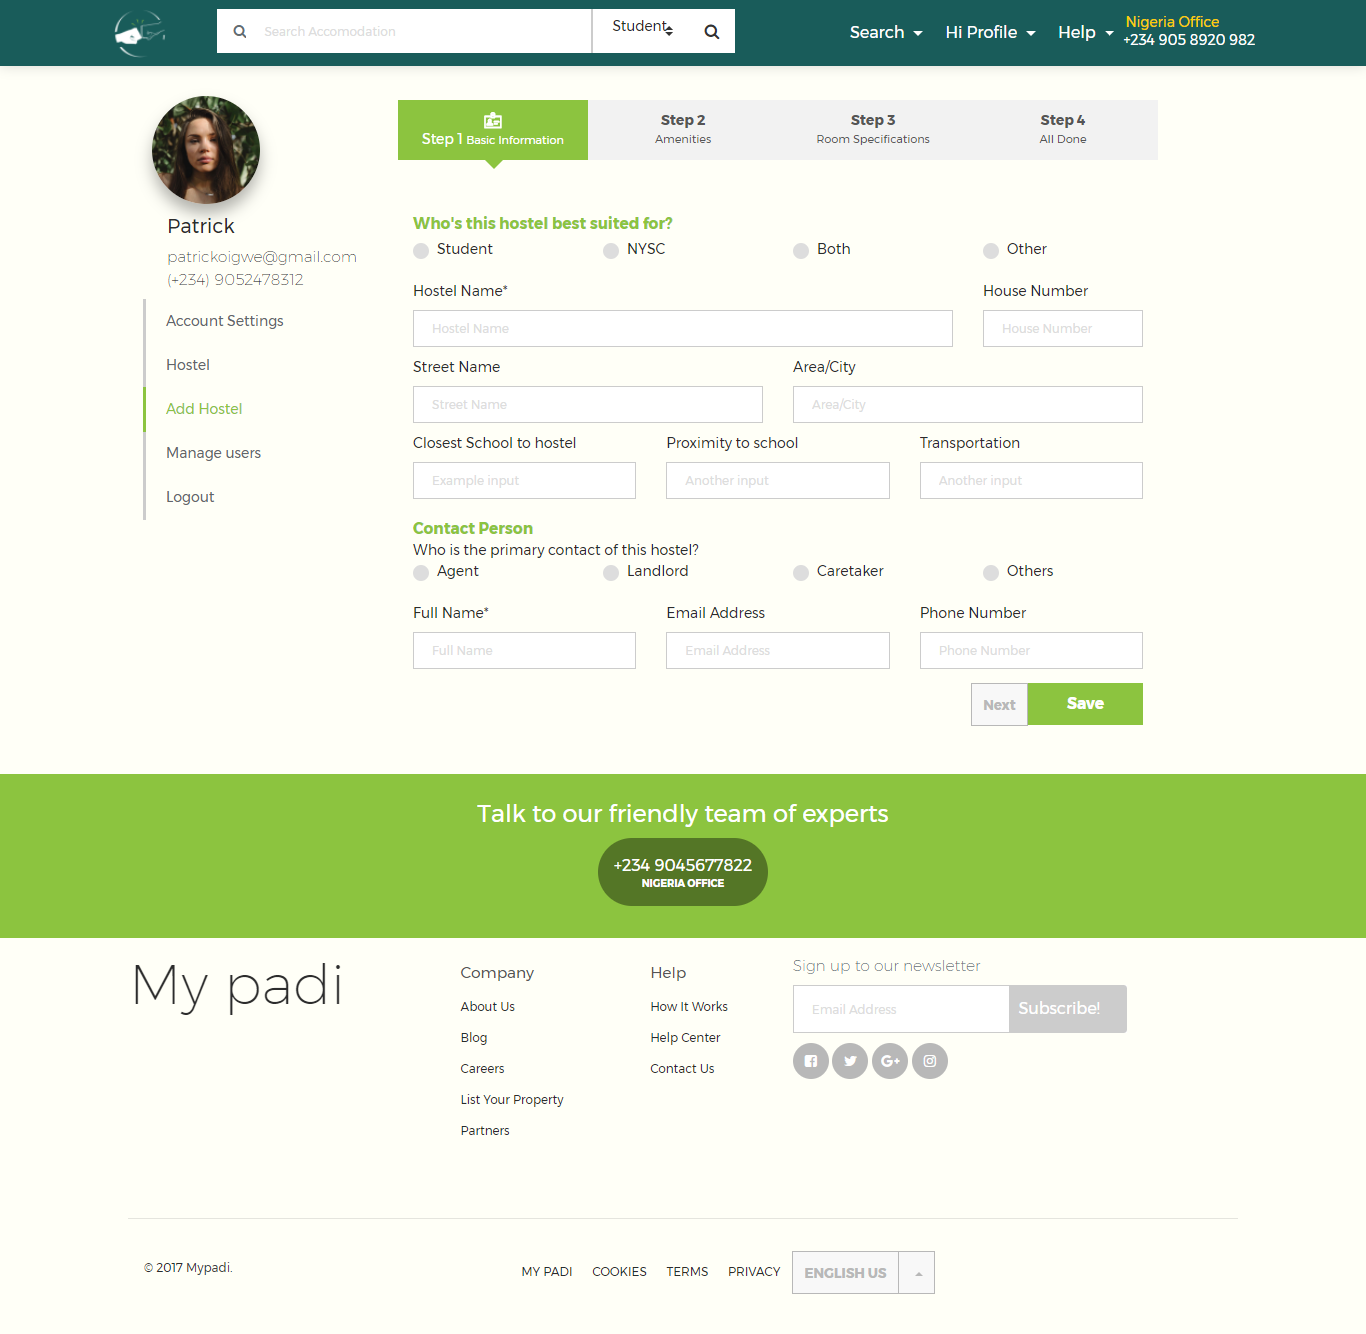 Search Accomodation
Student
Search
Hi Profile
Help
Nigeria Office
+234 905 8920 982
Patrick
patrickoigwe@gmail.com
(+234) 9052478312
Account Settings
Hostel
Add Hostel
Manage users
Logout
Step 1 Basic Information
Step 2
Amenities
Step 3
Room Specifications
Step 4
All Done
Who's this hostel best suited for?
Student
NYSC
Both
Other
Hostel Name*
House Number
Hostel Name
House Number
Street Name
Area/City
Street Name
Area/City
Closest School to hostel
Proximity to school
Transportation
Example input
Another input
Another input
Contact Person
Who is the primary contact of this hostel?
Agent
Landlord
Caretaker
Others
Full Name*
Email Address
Phone Number
Full Name
Email Address
Phone Number
Next
Save
Talk to our friendly team of experts
+234 9045677822
NIGERIA OFFICE
My padi
Company
About Us
Blog
Careers
List Your Property
Partners
Help
How It Works
Help Center
Contact Us
Sign up to our newsletter
Email Address
Subscribe!
© 2017 Mypadi.
MY PADI
COOKIES
TERMS
PRIVACY
ENGLISH US